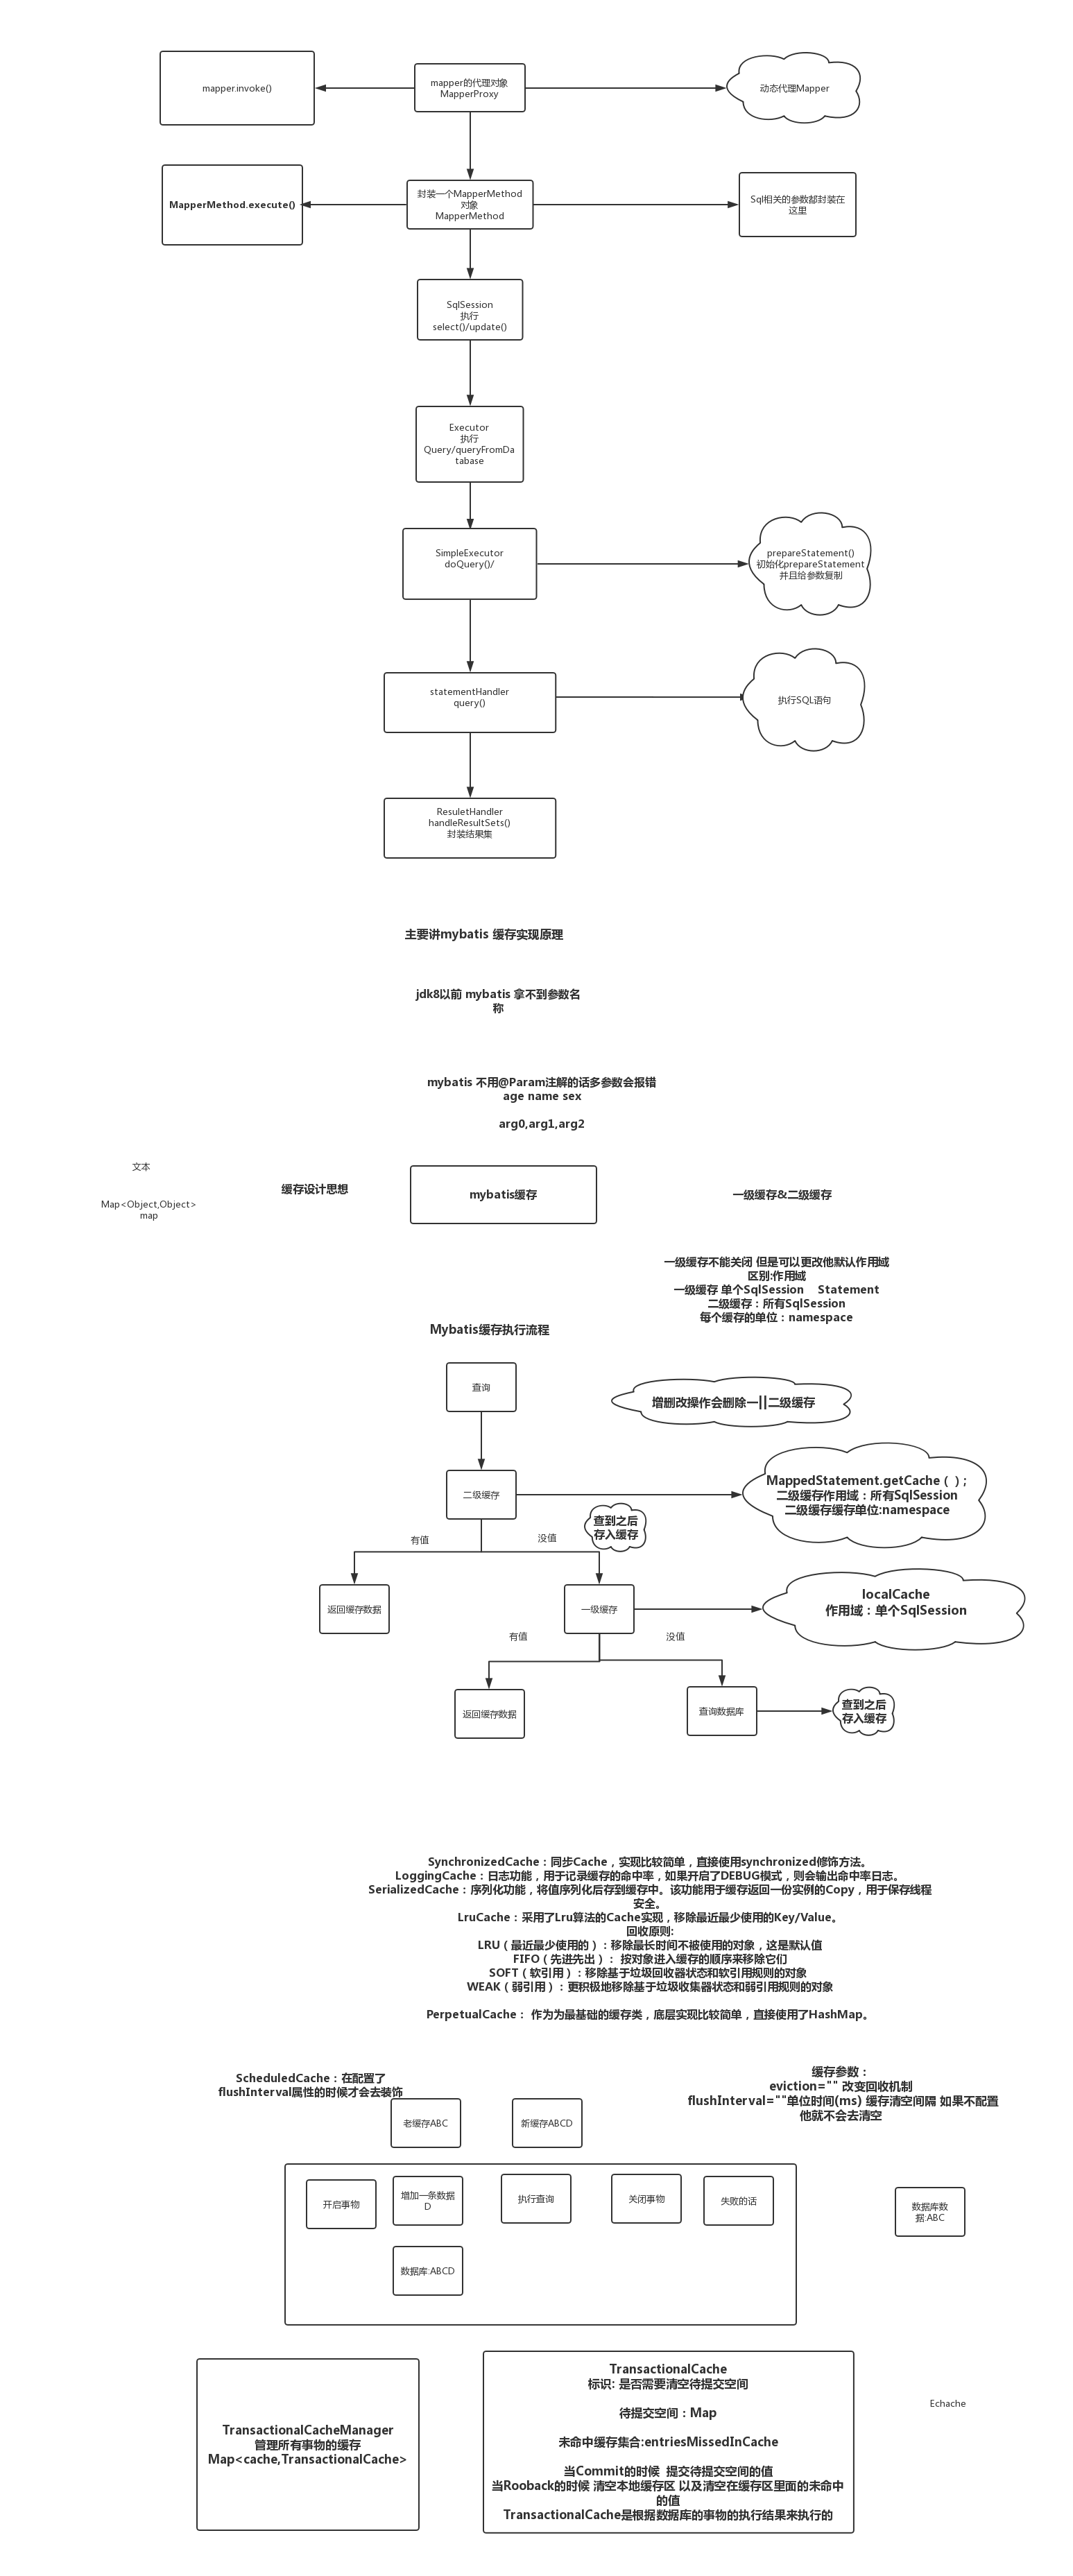 mapper.invoke()
mapper的代理对象
MapperProxy
动态代理Mapper
MapperMethod.execute()
封装一个MapperMethod
对象
MapperMethod
Sql相关的参数都封装在
这里
SqlSession
执行
select()/update()
Executor
执行
Query/queryFromDa
tabase
SimpleExecutor
doQuery()/
prepareStatement()
初始化prepareStatement
并且给参数复制
statementHandler
query()
执行SQL语句
ResuletHandler
handleResultSets()
封装结果集
主要讲mybatis 缓存实现原理
jdk8以前 mybatis 拿不到参数名
称
mybatis 不用@Param注解的话多参数会报错
age name sex
arg0,arg1,arg2
文本
Map<Object,Object>
map
缓存设计思想
mybatis缓存
一级缓存&二级缓存
一级缓存不能关闭 但是可以更改他默认作用域
区别:作用域
一级缓存 单个SqlSession    Statement
二级缓存：所有SqlSession
每个缓存的单位：namespace
Mybatis缓存执行流程
查询
增删改操作会删除一||二级缓存
二级缓存
MappedStatement.getCache（）;
二级缓存作用域：所有SqlSession
二级缓存缓存单位:namespace
查到之后
存入缓存
有值
没值
返回缓存数据
一级缓存
localCache
作用域：单个SqlSession
有值
没值
返回缓存数据
查询数据库
查到之后
存入缓存
SynchronizedCache：同步Cache，实现比较简单，直接使用synchronized修饰方法。
LoggingCache：日志功能，用于记录缓存的命中率，如果开启了DEBUG模式，则会输出命中率日志。
SerializedCache：序列化功能，将值序列化后存到缓存中。该功能用于缓存返回一份实例的Copy，用于保存线程
安全。
LruCache：采用了Lru算法的Cache实现，移除最近最少使用的Key/Value。
回收原则:
LRU（最近最少使用的）：移除最长时间不被使用的对象，这是默认值
FIFO（先进先出）： 按对象进入缓存的顺序来移除它们
SOFT（软引用）：移除基于垃圾回收器状态和软引用规则的对象
WEAK（弱引用）：更积极地移除基于垃圾收集器状态和弱引用规则的对象
PerpetualCache： 作为为最基础的缓存类，底层实现比较简单，直接使用了HashMap。
ScheduledCache：在配置了
flushInterval属性的时候才会去装饰
缓存参数：
eviction="" 改变回收机制
flushInterval=""单位时间(ms) 缓存清空间隔 如果不配置
他就不会去清空
老缓存ABC
新缓存ABCD
开启事物
增加一条数据
D
执行查询
关闭事物
失败的话
数据库数
据:ABC
数据库:ABCD
TransactionalCacheManager
管理所有事物的缓存
Map<cache,TransactionalCache>
TransactionalCache
标识: 是否需要清空待提交空间
待提交空间：Map
未命中缓存集合:entriesMissedInCache
当Commit的时候  提交待提交空间的值
当Rooback的时候 清空本地缓存区 以及清空在缓存区里面的未命中
的值
TransactionalCache是根据数据库的事物的执行结果来执行的
Echache